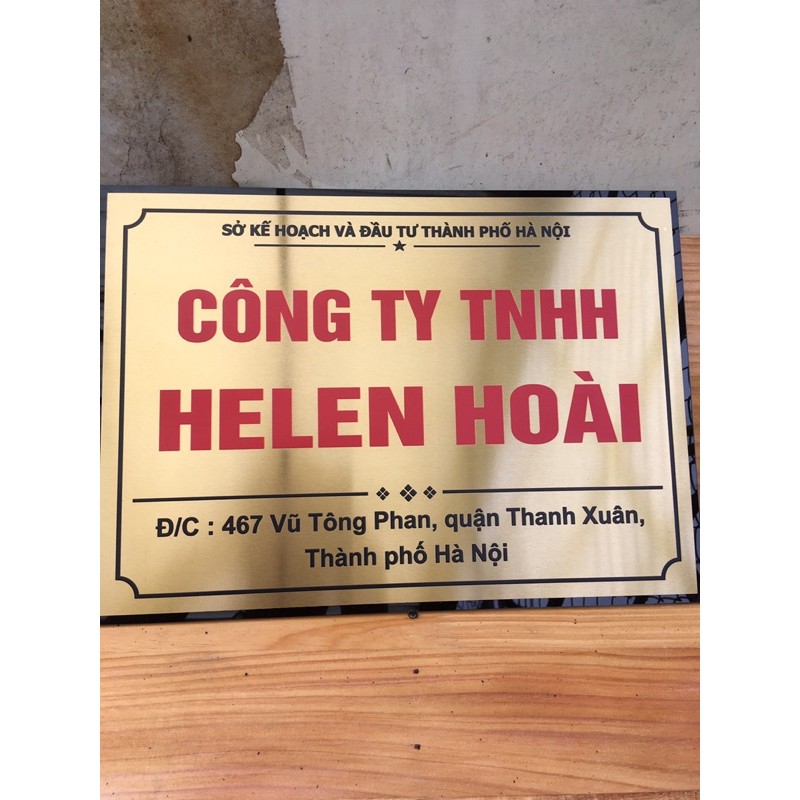 SỞ KẾ HOẠCH VÀ ĐẦU TƯ THÀNH PHỐ HÀ NỘI
CÔNG TY TNHH
HELEN HOÀI
Đ/C : 467 Vũ Tông Phan, quận Thanh Xuân,
Thành phố Hà Nội